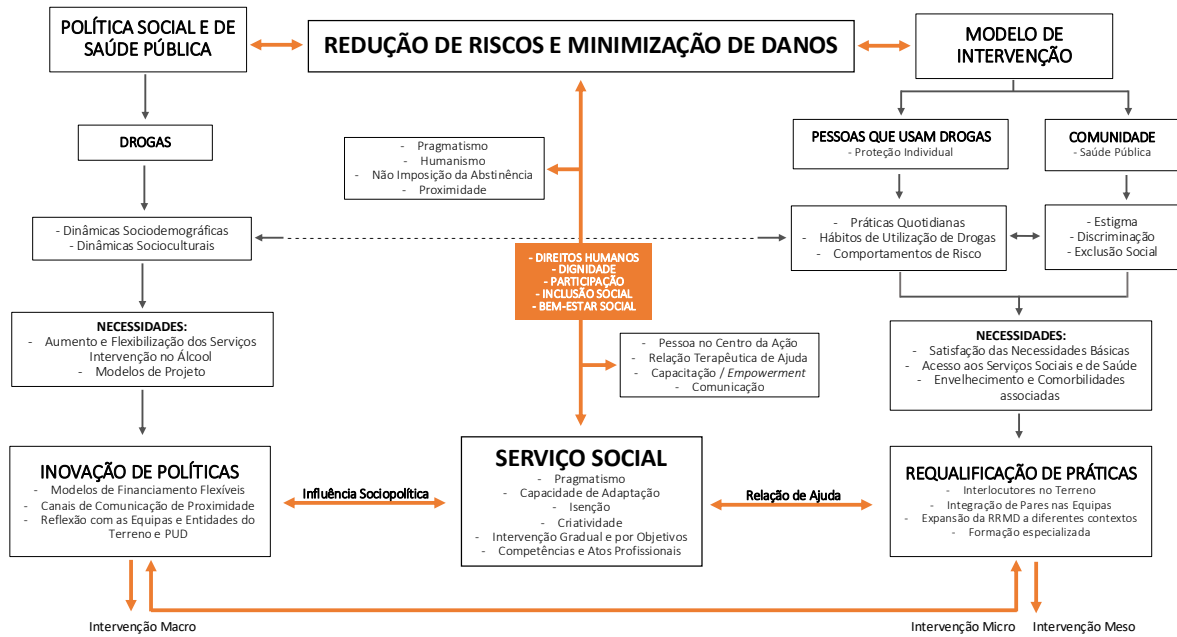 POLÍTICA SOCIAL E DE
SAÚDE PÚBLICA
REDUÇÃO DE RISCOS E MINIMIZAÇÃO DE DANOS
MODELO DE
INTERVENÇÃO
DROGAS
- Pragmatismo
- Humanismo
- Não Imposição da Abstinência
- Proximidade
PESSOAS QUE USAM DROGAS
- Proteção Individual
COMUNIDADE
- Saúde Pública
- Dinâmicas Sociodemográficas
- Dinâmicas Socioculturais
- Práticas Quotidianas
- Hábitos de Utilização de Drogas
- Comportamentos de Risco
- Estigma
- Discriminação
- Exclusão Social
- DIREITOS HUMANOS
- DIGNIDADE
- PARTICIPAÇÃO
- INCLUSÃO SOCIAL
- BEM-ESTAR SOCIAL
NECESSIDADES:
- Aumento e Flexibilização dos Serviços
Intervenção no Álcool
- Modelos de Projeto
- Pessoa no Centro da Ação
- Relação Terapêutica de Ajuda
- Capacitação / Empowerment
- Comunicação
NECESSIDADES:
- Satisfação das Necessidades Básicas
- Acesso aos Serviços Sociais e de Saúde
- Envelhecimento e Comorbilidades
associadas
INOVAÇÃO DE POLÍTICAS
- Modelos de Financiamento Flexíveis
- Canais de Comunicação de Proximidade
- Reflexão com as Equipas e Entidades do
Terreno e PUD
Influência Sociopolítica
SERVIÇO SOCIAL
- Pragmatismo
- Capacidade de Adaptação
- Isenção
- Criatividade
- Intervenção Gradual e por Objetivos
- Competências e Atos Profissionais
Relação de Ajuda
REQUALIFICAÇÃO DE PRÁTICAS
- Interlocutores no Terreno
- Integração de Pares nas Equipas
- Expansão da RRMD a diferentes contextos
- Formação especializada
Intervenção Macro
Intervenção Micro
Intervenção Meso